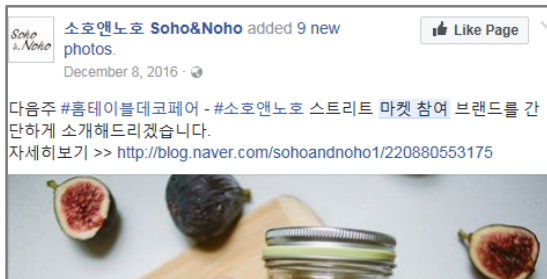 Soho
&Noho
소호앤노호 Soho&Noho added 9 new
photos.
Like Page
December 8, 2016 ·
다음주 #홈테이블데코페어 - #소호앤노호 스트리트 마켓 참여 브랜드를 간
단하게 소개해드리겠습니다.
자세히보기 >> http://blog.naver.com/sohoandnoho1/220880553175